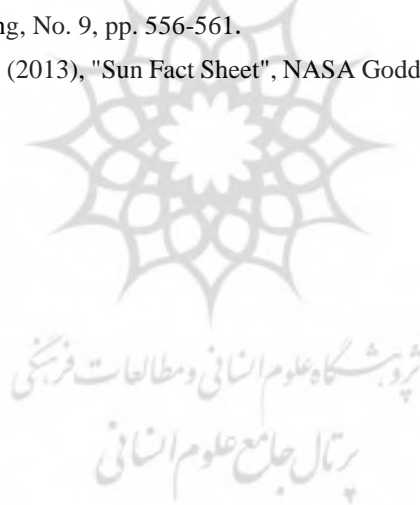 ng, No. 9, pp. 556-561.
(2013), "Sun Fact Sheet", NASA Godd
پژوهشگاه علوم انسانی و مطالعات فرهنگی
پرتال جامع علوم انسانی